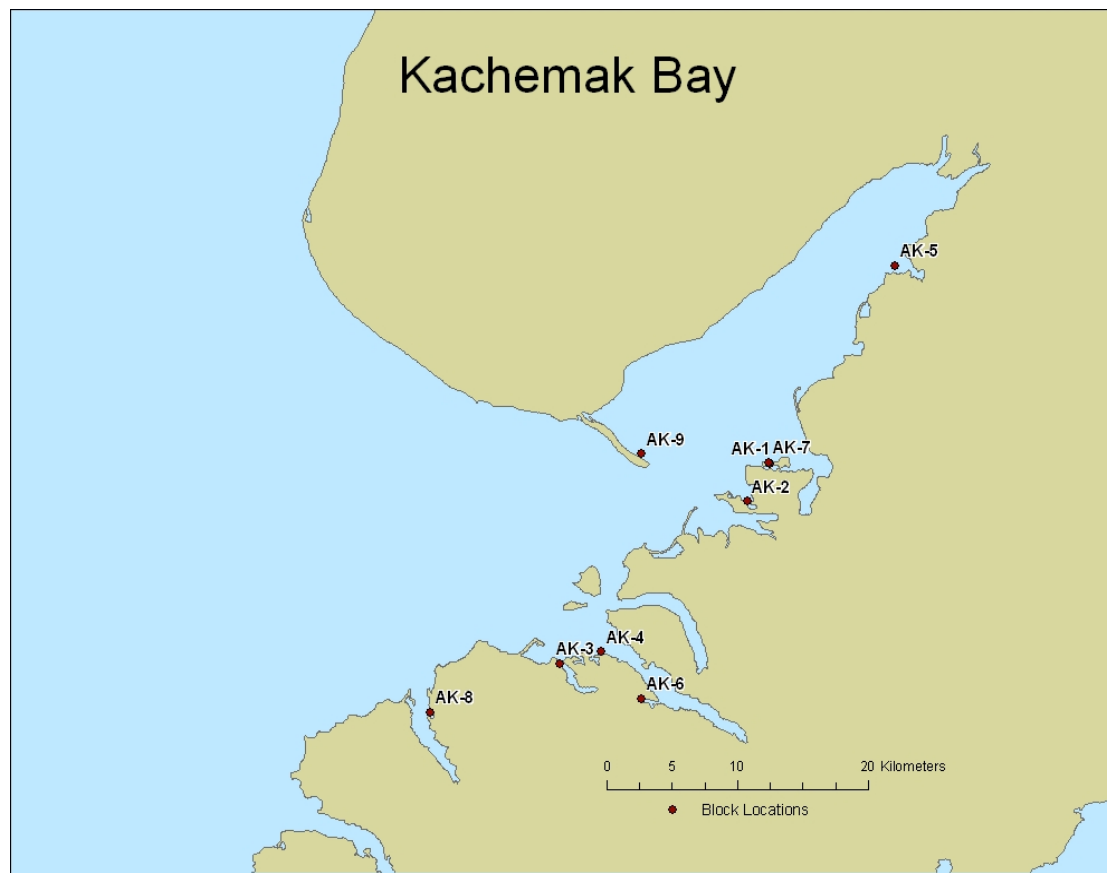 Kachemak Bay
AK-5
AK-9
AK-1 AK-7
AK-2
AK-4
AK-3
AK-6
AK-8
0 5 10 20 Kilometers
Block Locations